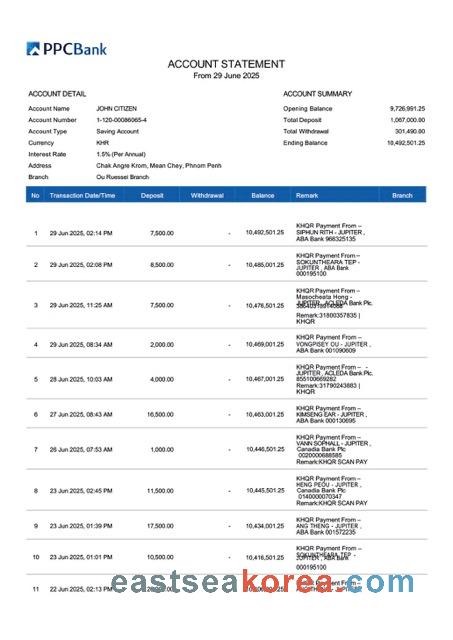 PPCBank
ACCOUNT STATEMENT
From 29 June 2025
ACCOUNT DETAIL
Account Name JOHN CITIZEN
Account Number 1-120-00086065-4
Account Type Saving Account
Currency KHR
Interest Rate 1.5% (Per Annual)
Address Chak Angre Krom, Mean Chey, Phnom Penh
Branch Ou Ruessel Branch
ACCOUNT SUMMARY
Opening Balance 9,726,991.25
Total Deposit 1,067,000.00
Total Withdrawal 301,490.00
Ending Balance 10,492,501.25
No Transaction Date/Time Deposit Withdrawal Balance Remark Branch
1 29 Jun 2025, 02:14 PM 7,500.00 - 10,492,501.25 KHQR Payment From –
SIPHUN RITH - JUPITER ,
ABA Bank 966325135
2 29 Jun 2025, 02:08 PM 8,500.00 - 10,485,001.25 KHQR Payment From –
SOKUNTHEARA TEP -
JUPITER , ABA Bank
000195100
3 29 Jun 2025, 11:25 AM 7,500.00 - 10,476,501.25 KHQR Payment From –
Masocheata Hong -
JUPITER, ACLEDA Bank Plc.
Remark:31800357835 |
KHQR
4 29 Jun 2025, 08:34 AM 2,000.00 - 10,469,001.25 KHQR Payment From –
VONGPISEY OU - JUPITER ,
ABA Bank 001090609
5 28 Jun 2025, 10:03 AM 4,000.00 - 10,467,001.25 KHQR Payment From – -
JUPITER , ACLEDA Bank Plc.
855100669282
Remark:31790243883 |
KHQR
6 27 Jun 2025, 08:43 AM 16,500.00 - 10,463,001.25 KHQR Payment From –
KIMSENG EAR - JUPITER ,
ABA Bank 000130695
7 26 Jun 2025, 07:53 AM 1,000.00 - 10,446,501.25 KHQR Payment From –
VANN SOPHALL - JUPITER ,
Canadia Bank Plc
0020000688585
Remark:KHQR SCAN PAY
8 23 Jun 2025, 02:45 PM 11,500.00 - 10,445,501.25 KHQR Payment From –
HENG PEOU - JUPITER ,
Canadia Bank Plc
0140000070347
Remark:KHQR SCAN PAY
9 23 Jun 2025, 01:39 PM 17,500.00 - 10,434,001.25 KHQR Payment From –
ANG THENG - JUPITER ,
ABA Bank 001572235
10 23 Jun 2025, 01:01 PM 10,500.00 - 10,416,501.25 KHQR Payment From –
SOKUNTHEARA TEP -
JUPITER , ABA Bank
000195100
11 22 Jun 2025, 02:13 PM
eastseakorea.com